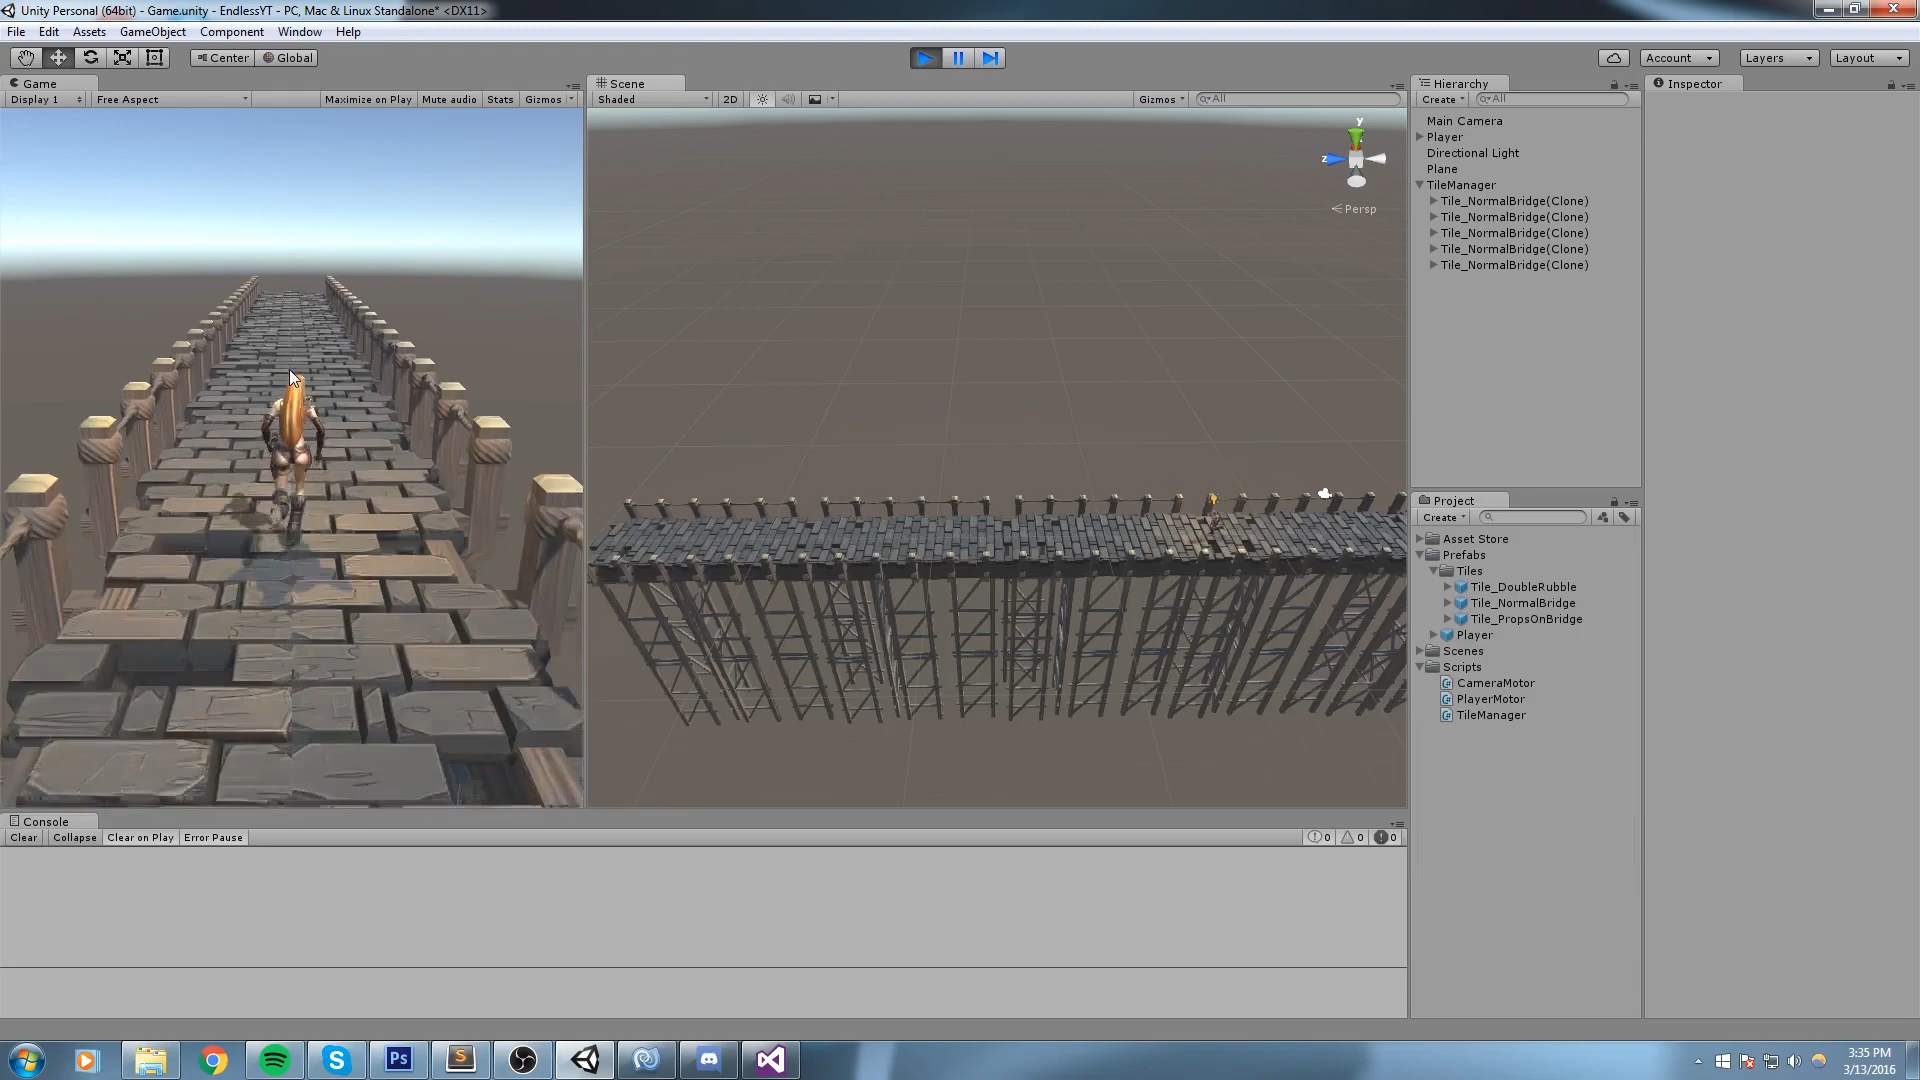 Unity Personal (64bit) - Game.unity - EndlessYT - PC, Mac & Linux Standalone* <DX11>
File Edit Assets GameObject Component Window Help
Center Global Account Layers Layout
Game
Display 1 Free Aspect Maximize on Play Mute audio Stats Gizmos
Scene
Shaded 2D Gizmos All
y
z
Persp
Hierarchy
Create All
Main Camera
Player
Directional Light
Plane
TileManager
Tile_NormalBridge(Clone)
Tile_NormalBridge(Clone)
Tile_NormalBridge(Clone)
Tile_NormalBridge(Clone)
Tile_NormalBridge(Clone)
Inspector
Project
Create
Asset Store
Prefabs
Tiles
Tile_DoubleRubble
Tile_NormalBridge
Tile_PropsOnBridge
Player
Scenes
Scripts
CameraMotor
PlayerMotor
TileManager
Console
Clear Collapse Clear on Play Error Pause 0 0 0
Ps S
3:35 PM
3/13/2016